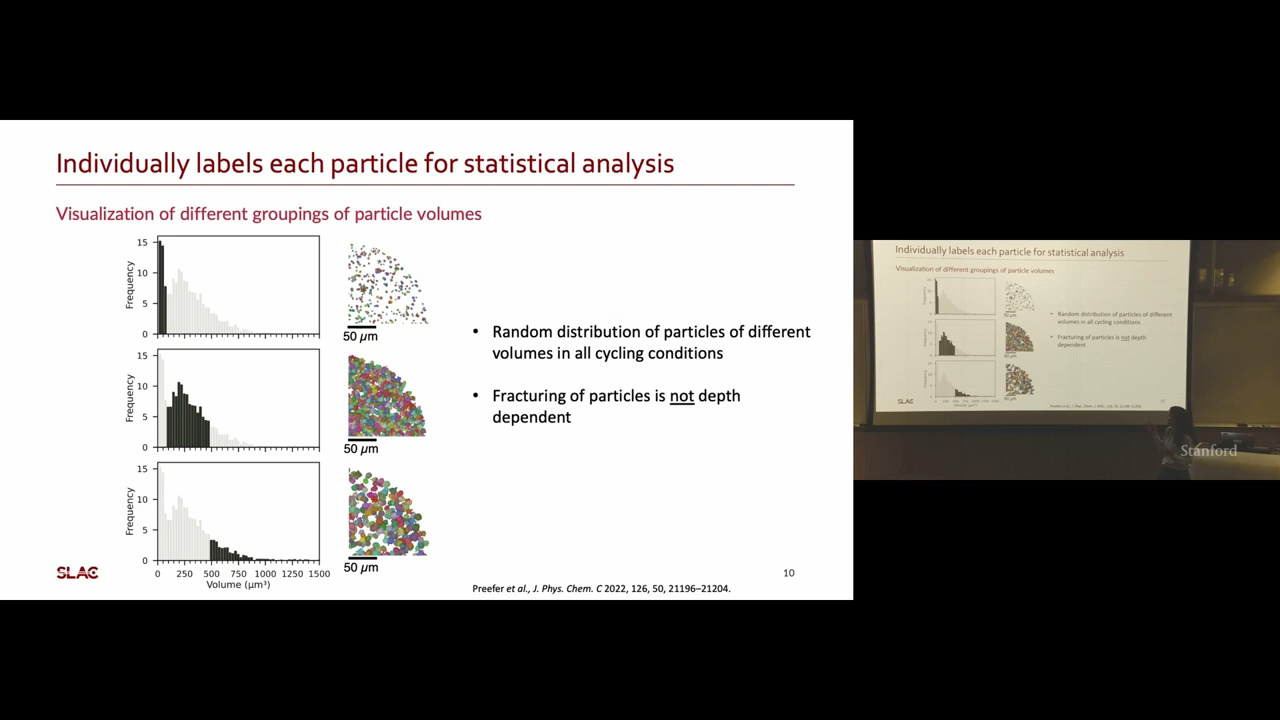 Individually labels each particle for statistical analysis
Visualization of different groupings of particle volumes
15
10
5
0
Frequency
50 µm
15
10
5
0
Frequency
50 µm
15
10
5
0
Frequency
0 250 500 750 1000 1250 1500
Volume (µm³)
50 µm
• Random distribution of particles of different
volumes in all cycling conditions
• Fracturing of particles is not depth
dependent
SLAC
10
Preefer et al., J. Phys. Chem. C 2022, 126, 50, 21196–21204.
Individually labels each particle for statistical analysis
Visualization of different groupings of particle volumes
• Random distribution of particles of different
volumes in all cycling conditions
• Fracturing of particles is not depth
dependent
SLAC
Stanford